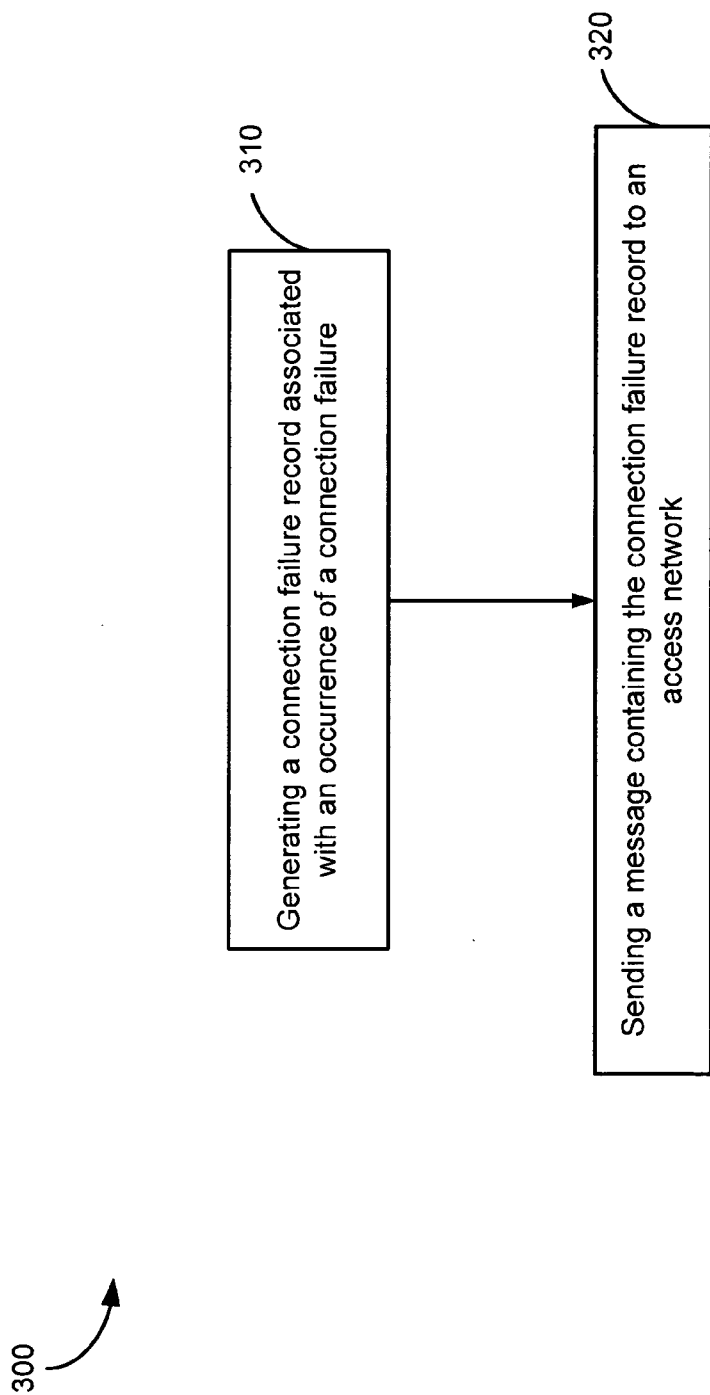 300
310
Generating a connection failure record associated
with an occurrence of a connection failure
320
Sending a message containing the connection failure record to an
access network